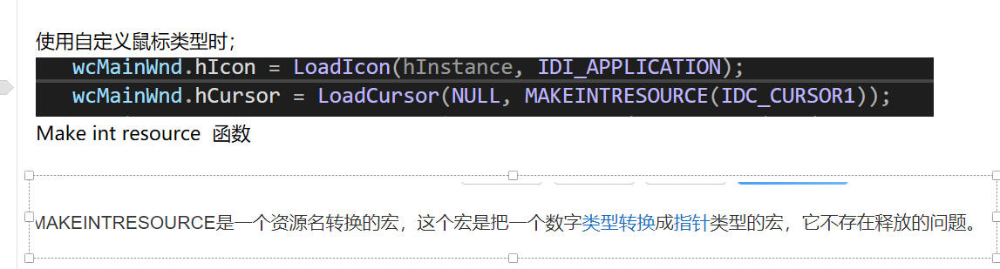 使用自定义鼠标类型时；
wcMainWnd.hIcon = LoadIcon(hInstance, IDI_APPLICATION);
wcMainWnd.hCursor = LoadCursor(NULL, MAKEINTRESOURCE(IDC_CURSOR1));
Make int resource 函数
MAKEINTRESOURCE是一个资源名转换的宏，这个宏是把一个数字类型转换成指针类型的宏，它不存在释放的问题。